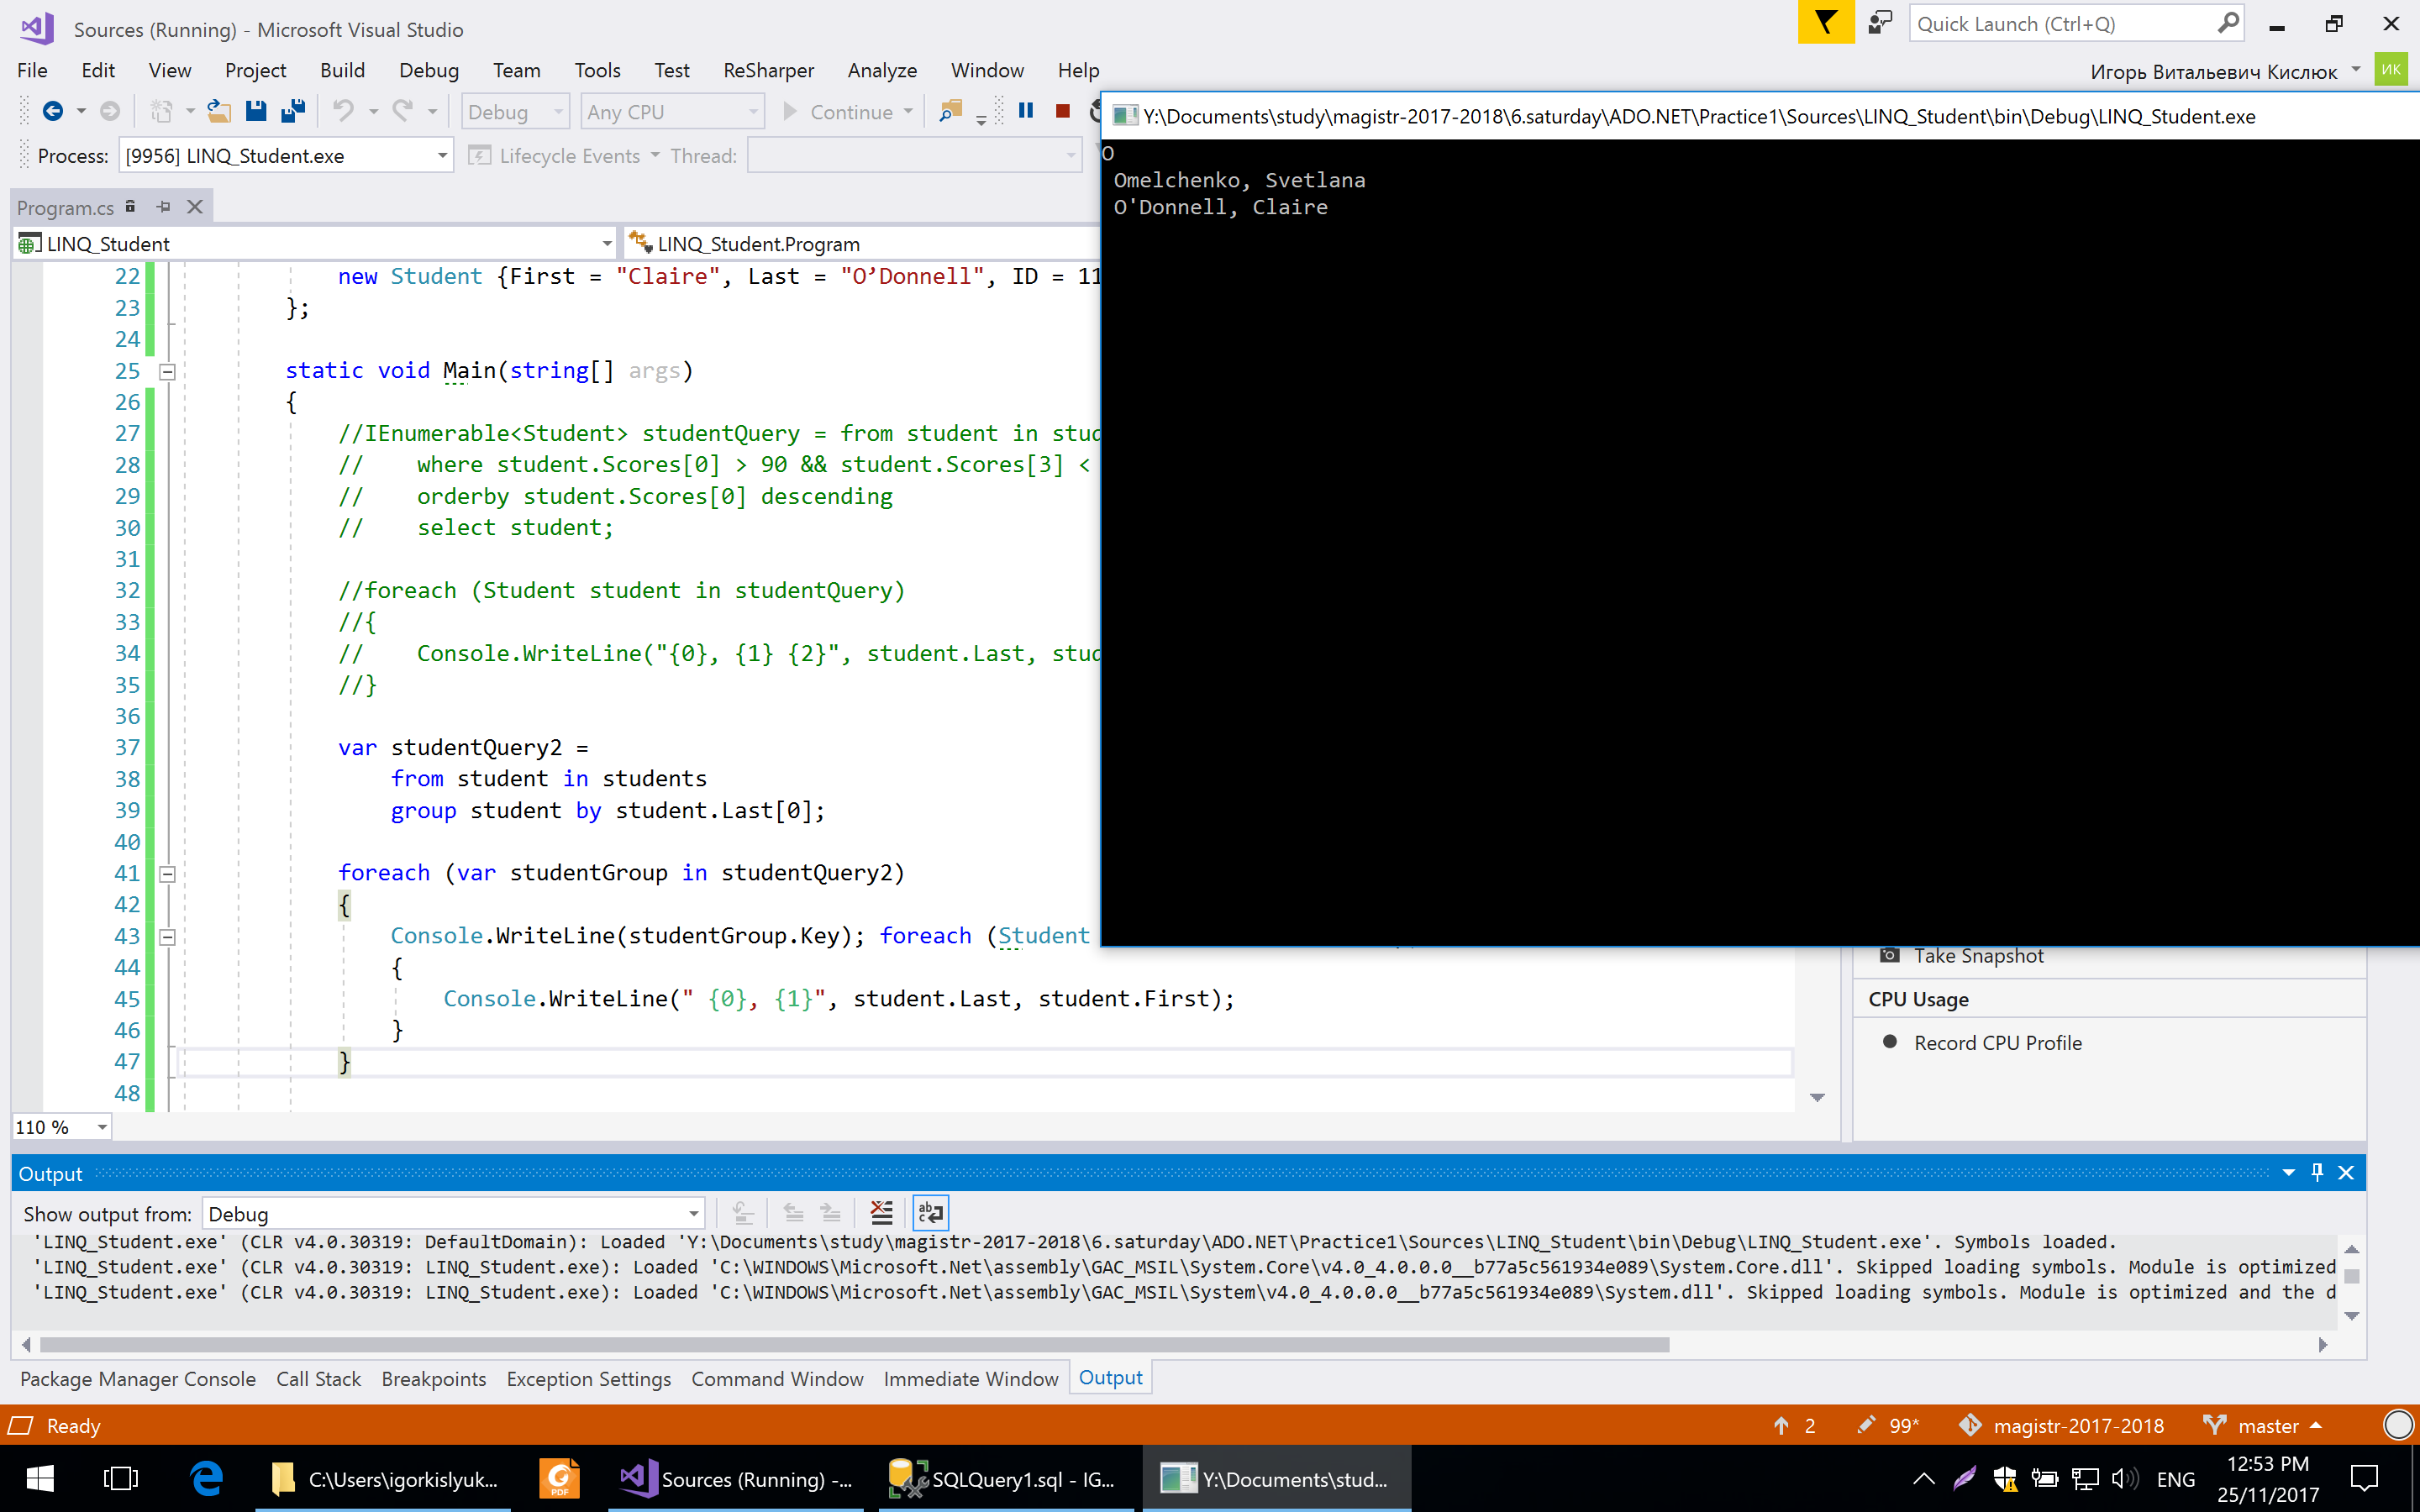 Sources (Running) - Microsoft Visual Studio
Quick Launch (Ctrl+Q)
File Edit View Project Build Debug Team Tools Test ReSharper Analyze Window Help
Игорь Витальевич Кислюк ИК
Debug Any CPU Continue
Process: [9956] LINQ_Student.exe Lifecycle Events Thread:
Y:\Documents\study\magistr-2017-2018\6.saturday\ADO.NET\Practice1\Sources\LINQ_Student\bin\Debug\LINQ_Student.exe
O
Omelchenko, Svetlana
O'Donnell, Claire
Program.cs
LINQ_Student LINQ_Student.Program
22 new Student {First = "Claire", Last = "O’Donnell", ID = 11
23 };
24
25 static void Main(string[] args)
26 {
27 //IEnumerable<Student> studentQuery = from student in stud
28 // where student.Scores[0] > 90 && student.Scores[3] <
29 // orderby student.Scores[0] descending
30 // select student;
31
32 //foreach (Student student in studentQuery)
33 //{
34 // Console.WriteLine("{0}, {1} {2}", student.Last, stud
35 //}
36
37 var studentQuery2 =
38 from student in students
39 group student by student.Last[0];
40
41 foreach (var studentGroup in studentQuery2)
42 {
43 Console.WriteLine(studentGroup.Key); foreach (Student
44 {
45 Console.WriteLine(" {0}, {1}", student.Last, student.First);
46 }
47 }
48
110 %
Take Snapshot
CPU Usage
Record CPU Profile
Output
Show output from: Debug
'LINQ_Student.exe' (CLR v4.0.30319: DefaultDomain): Loaded 'Y:\Documents\study\magistr-2017-2018\6.saturday\ADO.NET\Practice1\Sources\LINQ_Student\bin\Debug\LINQ_Student.exe'. Symbols loaded.
'LINQ_Student.exe' (CLR v4.0.30319: LINQ_Student.exe): Loaded 'C:\WINDOWS\Microsoft.Net\assembly\GAC_MSIL\System.Core\v4.0_4.0.0.0__b77a5c561934e089\System.Core.dll'. Skipped loading symbols. Module is optimized
'LINQ_Student.exe' (CLR v4.0.30319: LINQ_Student.exe): Loaded 'C:\WINDOWS\Microsoft.Net\assembly\GAC_MSIL\System\v4.0_4.0.0.0__b77a5c561934e089\System.dll'. Skipped loading symbols. Module is optimized and the d
Package Manager Console Call Stack Breakpoints Exception Settings Command Window Immediate Window Output
Ready 2 99* magistr-2017-2018 master
C:\Users\igorkislyuk... PDF Sources (Running) -... SQLQuery1.sql - IG... Y:\Documents\stud... ENG 12:53 PM
25/11/2017